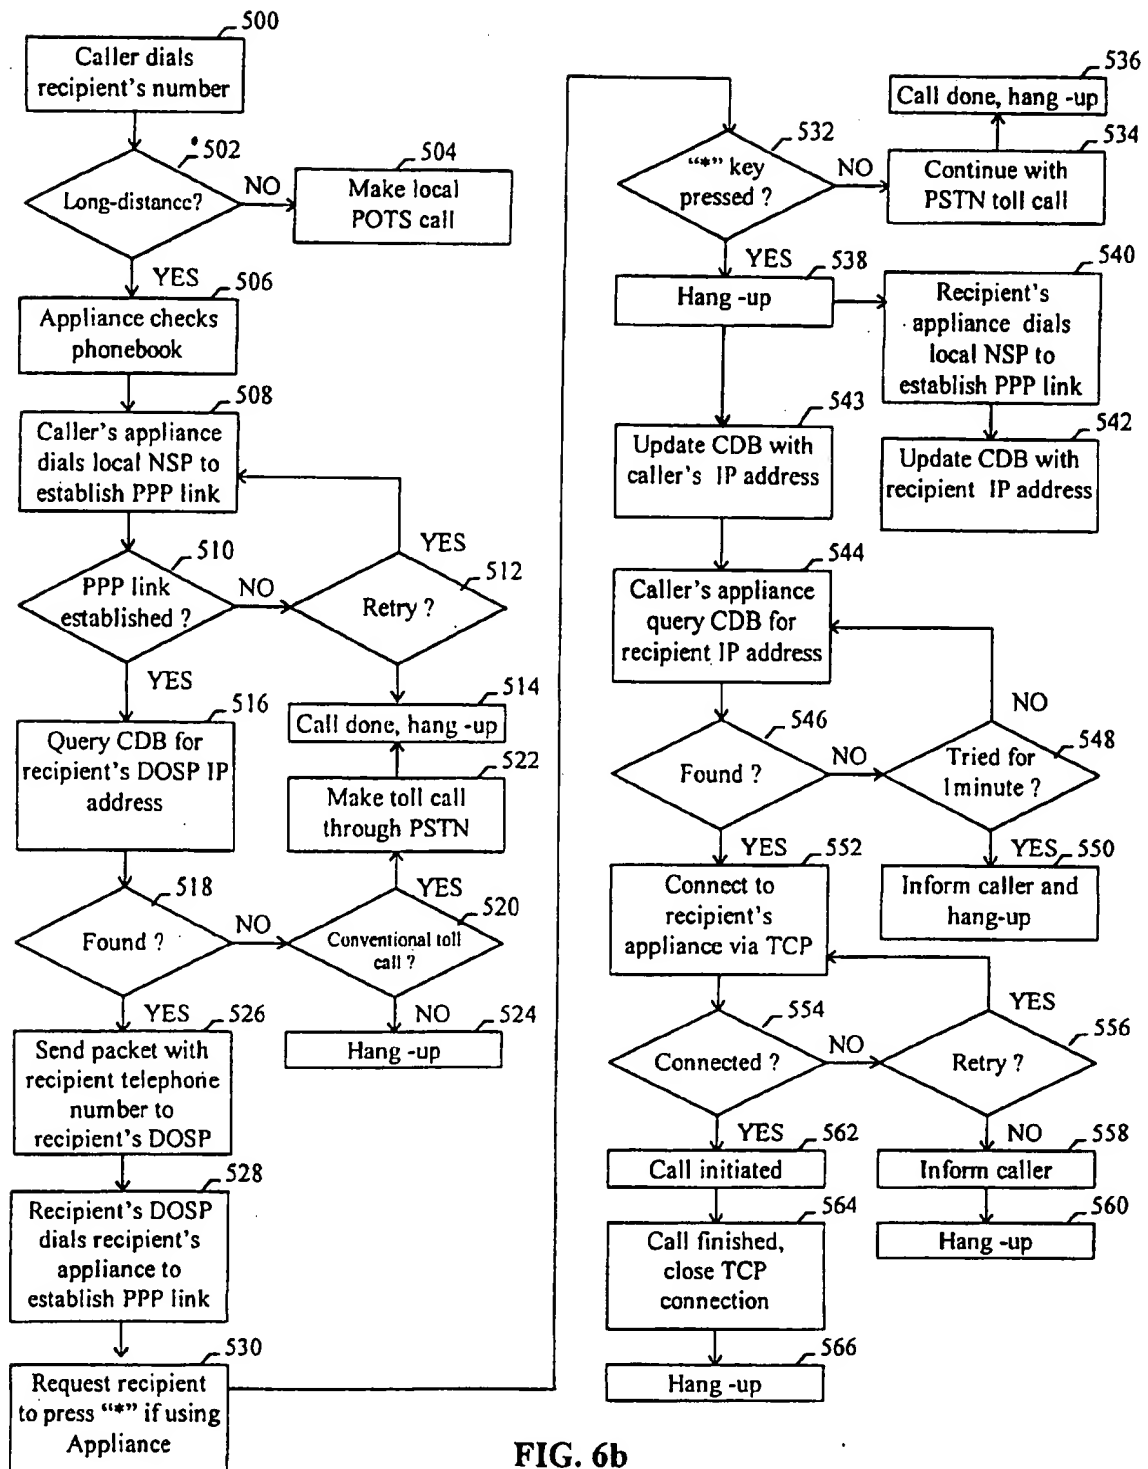 500
Caller dials
recipient's number
502
Long-distance?
NO
504
Make local
POTS call
YES
506
Appliance checks
phonebook
508
Caller's appliance
dials local NSP to
establish PPP link
510
PPP link
established ?
NO
YES
512
Retry ?
YES
516
Query CDB for
recipient's DOSP IP
address
514
Call done, hang -up
522
Make toll call
through PSTN
518
Found ?
NO
YES
520
Conventional toll
call ?
YES
526
Send packet with
recipient telephone
number to
recipient's DOSP
NO
524
Hang -up
528
Recipient's DOSP
dials recipient's
appliance to
establish PPP link
530
Request recipient
to press “*” if using
Appliance
532
“*” key
pressed ?
NO
536
Call done, hang -up
534
Continue with
PSTN toll call
YES
538
Hang -up
540
Recipient's
appliance dials
local NSP to
establish PPP link
543
Update CDB with
caller's IP address
542
Update CDB with
recipient IP address
544
Caller's appliance
query CDB for
recipient IP address
546
Found ?
NO
NO
548
Tried for
1minute ?
YES
552
Connect to
recipient's
appliance via TCP
YES
550
Inform caller and
hang-up
554
Connected ?
NO
YES
556
Retry ?
YES
562
Call initiated
NO
558
Inform caller
564
Call finished,
close TCP
connection
560
Hang -up
566
Hang -up
FIG. 6b